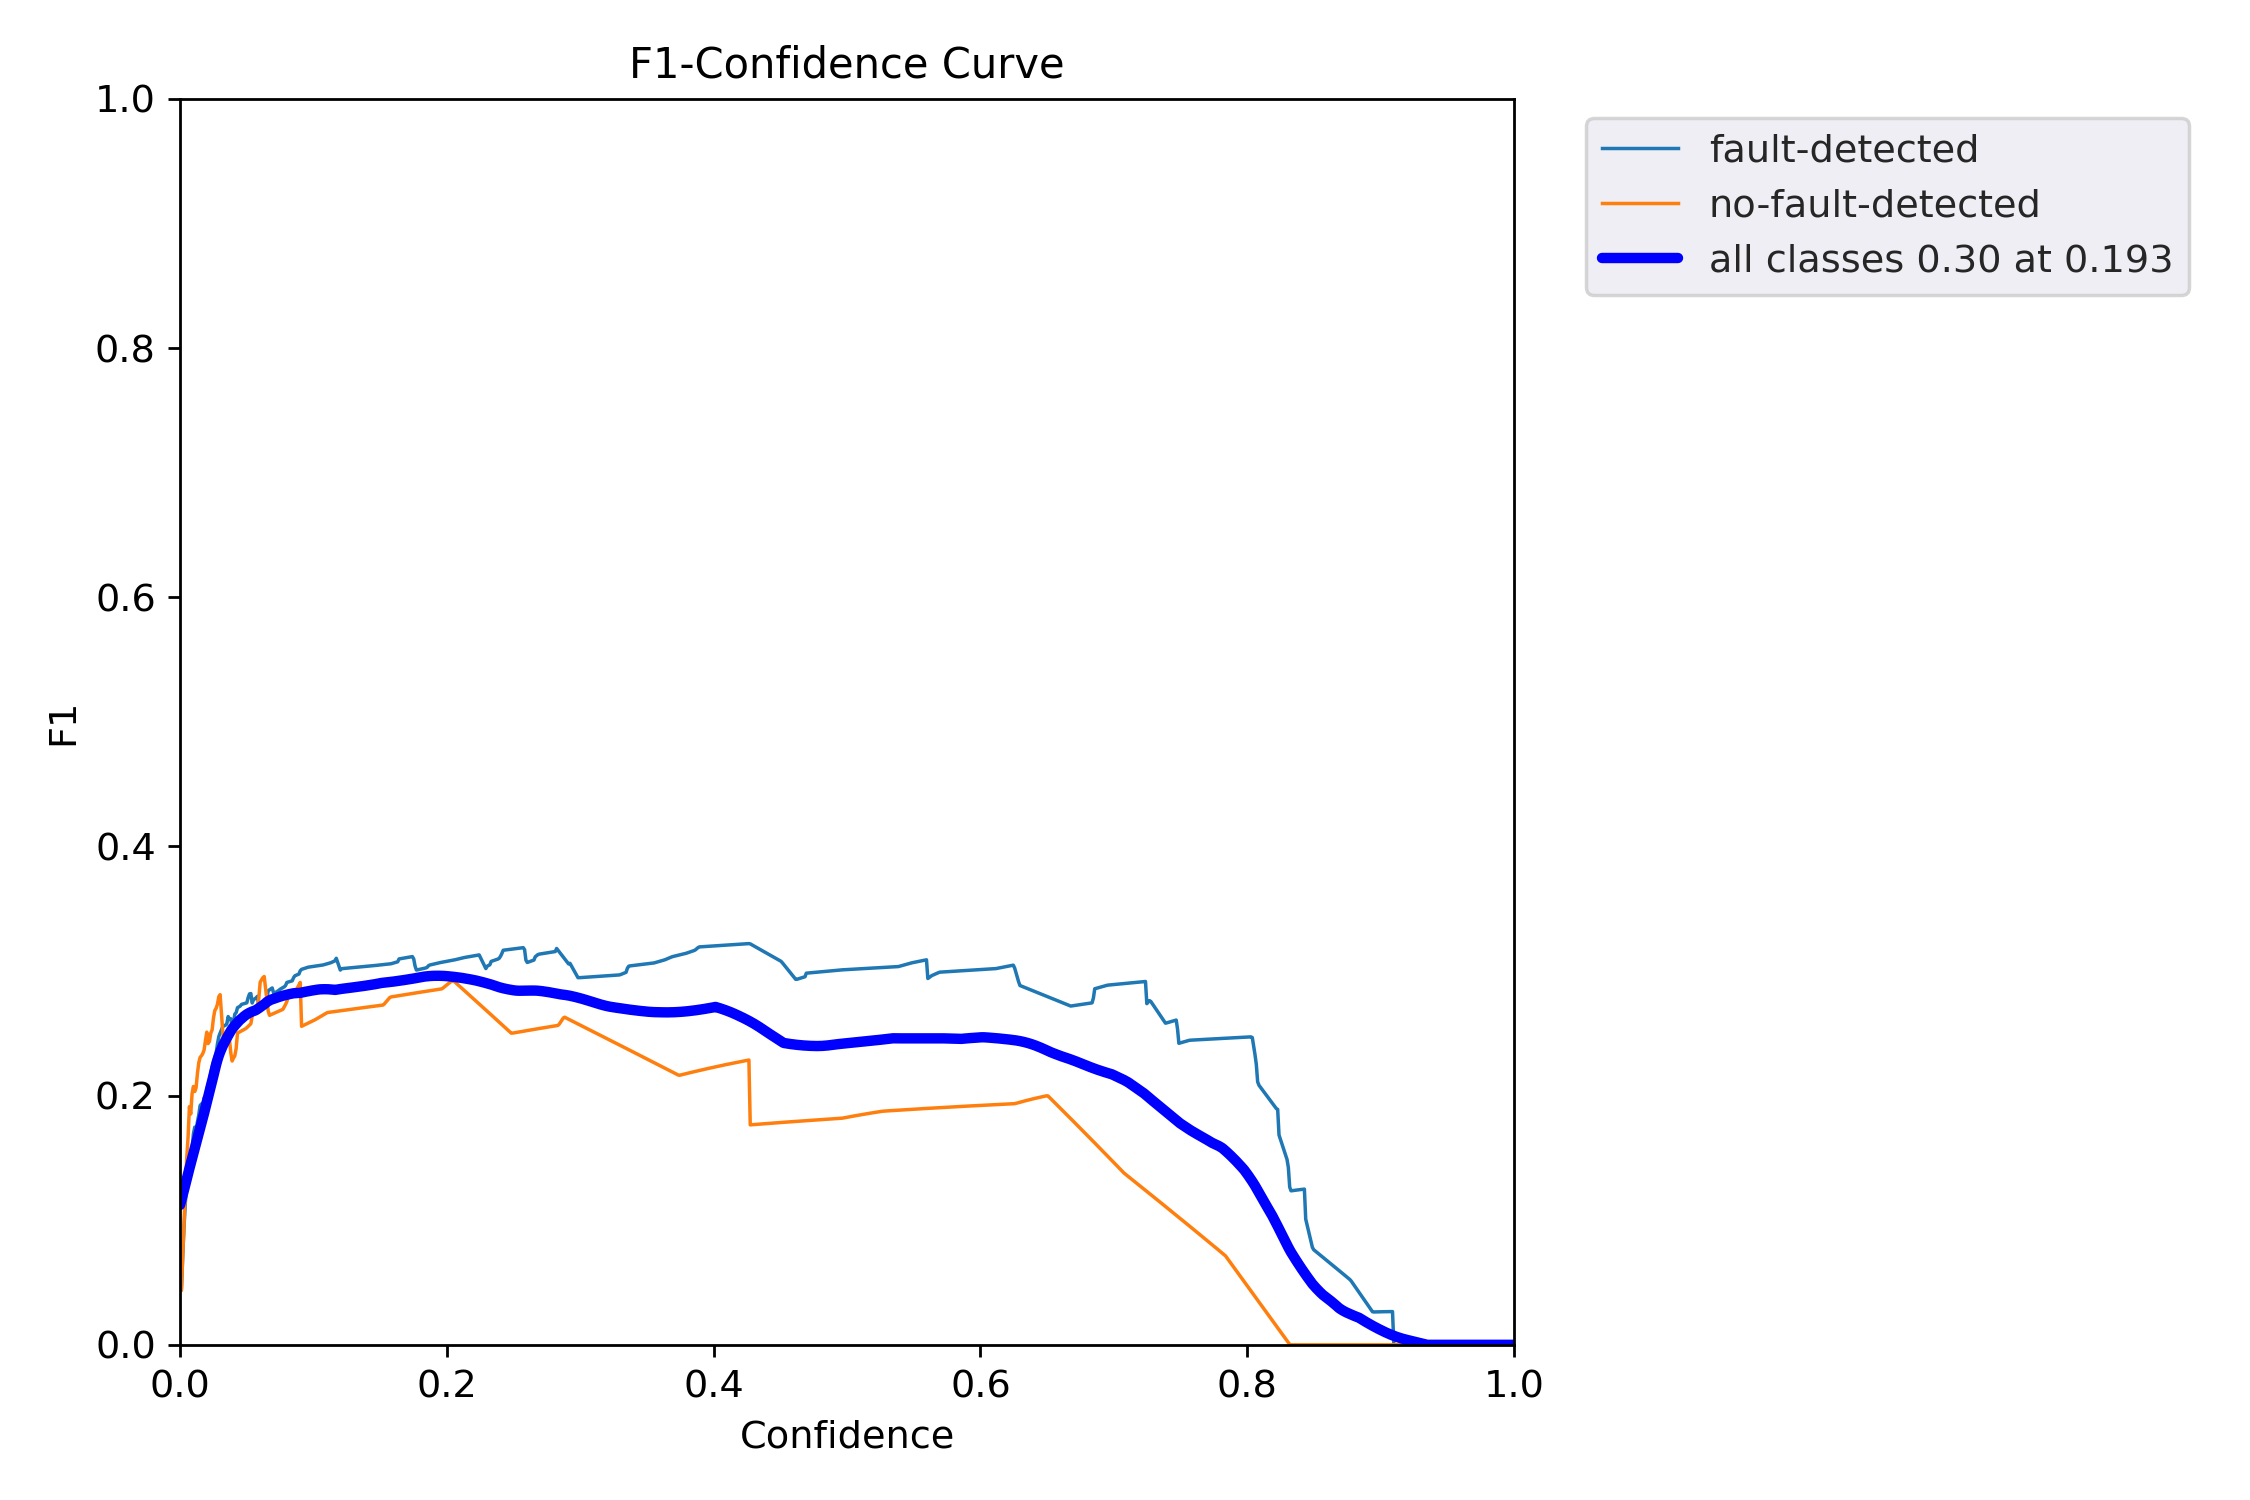 F1-Confidence Curve
1.0
0.8
0.6
0.4
0.2
0.0
F1
0.0 0.2 0.4 0.6 0.8 1.0
Confidence
fault-detected
no-fault-detected
all classes 0.30 at 0.193